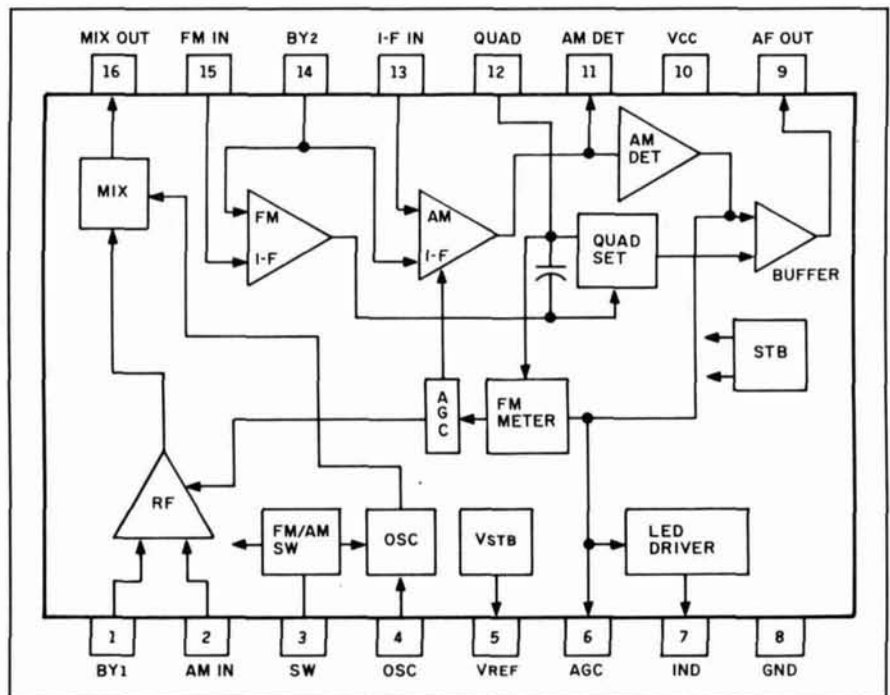 MIX OUT FM IN BY2 I-F IN QUAD AM DET VCC AF OUT
16 15 14 13 12 11 10 9
AM
DET
MIX
FM
I-F
AM
I-F
QUAD
SET
BUFFER
STB
AGC
FM
METER
RF
FM/AM
SW
OSC
VSTB
LED
DRIVER
1 2 3 4 5 6 7 8
BY1 AM IN SW OSC VREF AGC IND GND